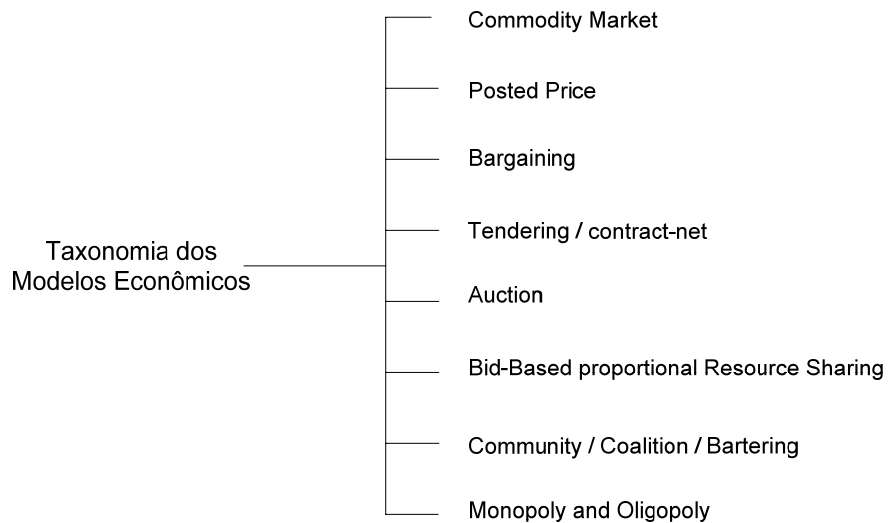 Commodity Market
Posted Price
Bargaining
Tendering / contract-net
Taxonomia dos
Modelos Econômicos
Auction
Bid-Based proportional Resource Sharing
Community / Coalition / Bartering
Monopoly and Oligopoly